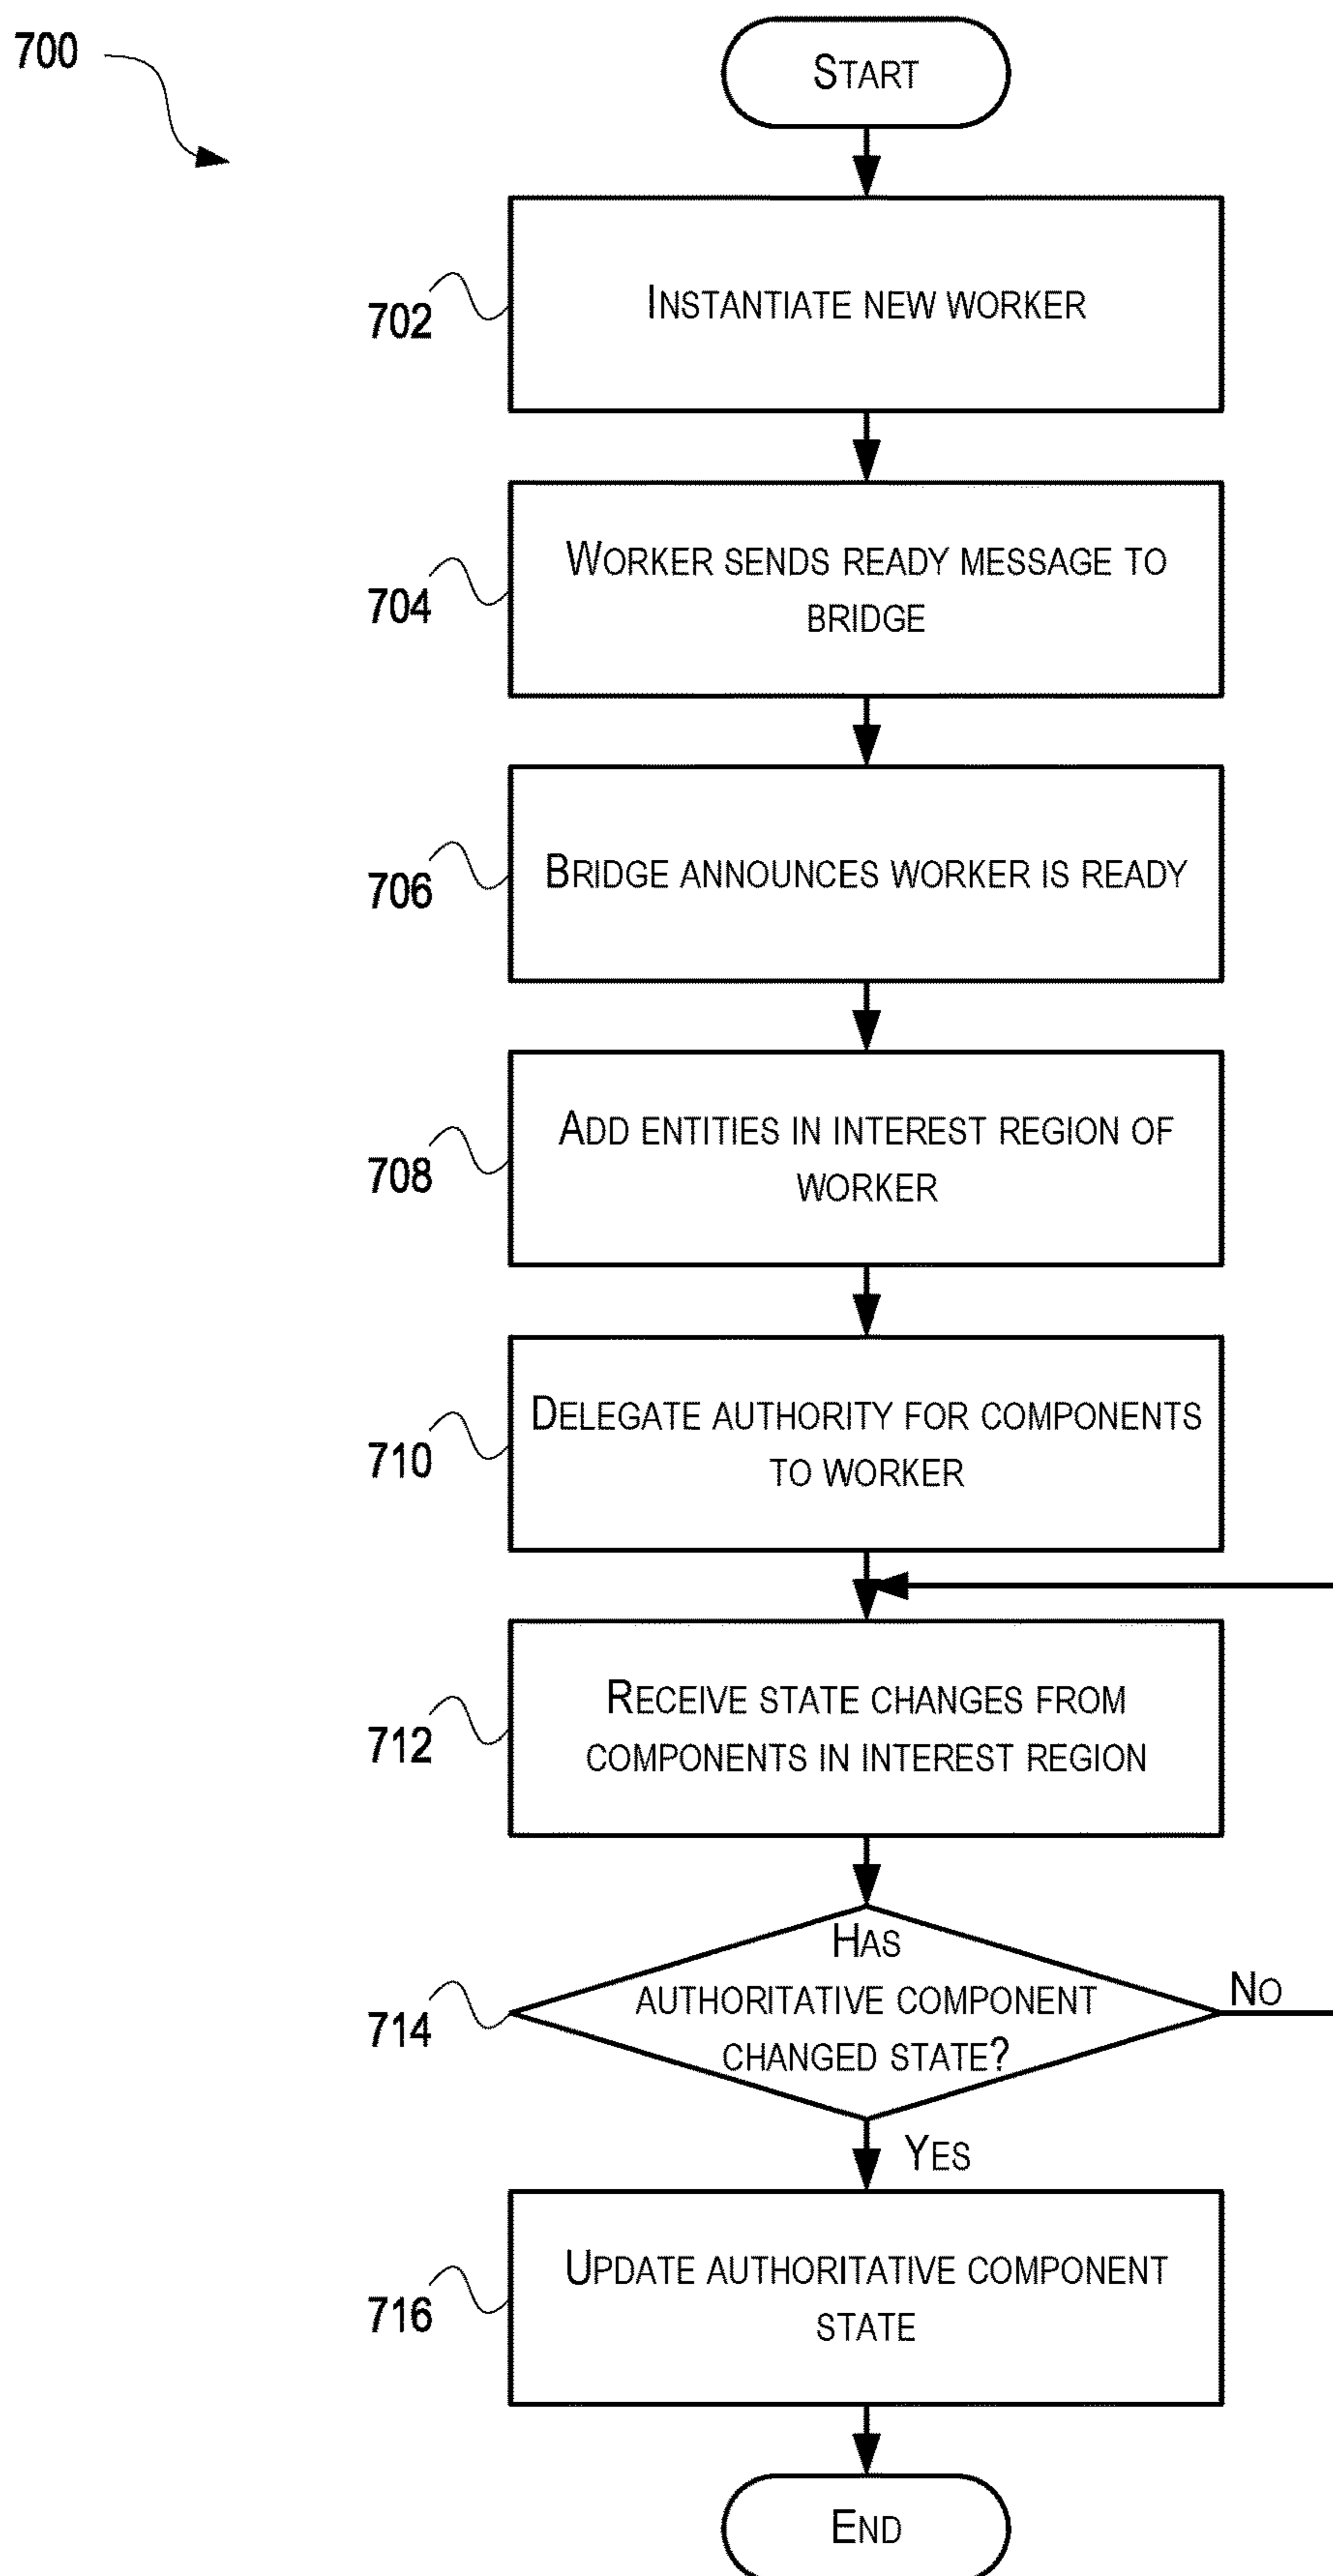 700
START
702
INSTANTIATE NEW WORKER
704
WORKER SENDS READY MESSAGE TO
BRIDGE
706
BRIDGE ANNOUNCES WORKER IS READY
708
ADD ENTITIES IN INTEREST REGION OF
WORKER
710
DELEGATE AUTHORITY FOR COMPONENTS
TO WORKER
712
RECEIVE STATE CHANGES FROM
COMPONENTS IN INTEREST REGION
714
HAS
AUTHORITATIVE COMPONENT
CHANGED STATE?
NO
YES
716
UPDATE AUTHORITATIVE COMPONENT
STATE
END